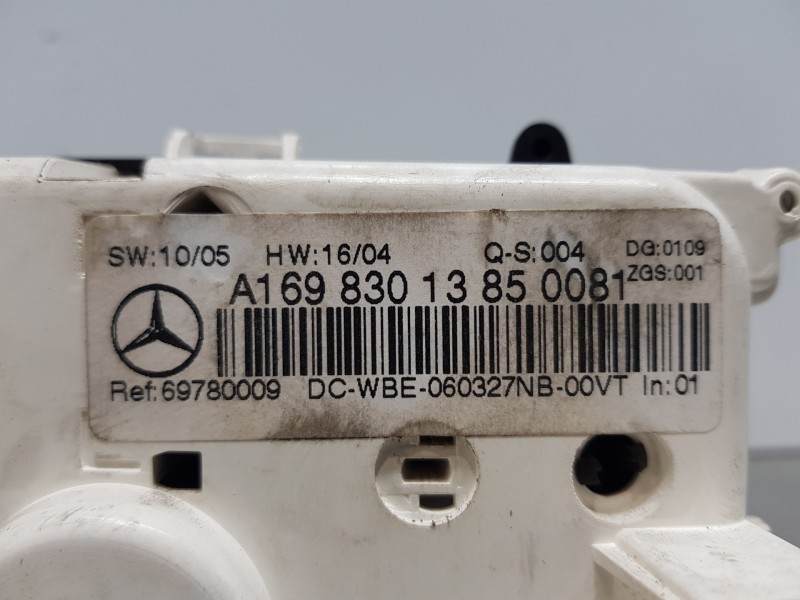 SW:10/05 HW:16/04 Q-S:004 DG:0109
ZGS:001
A169 830 13 85 0081
Ref:69780009 DC-WBE-060327NB-00VT In:01